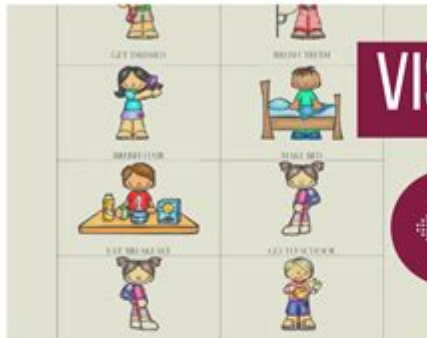 GET DRESSED
BRUSH TEETH
VIS
BRUSH HAIR
MAKE BED
EAT BREAKFAST
GO TO SCHOOL